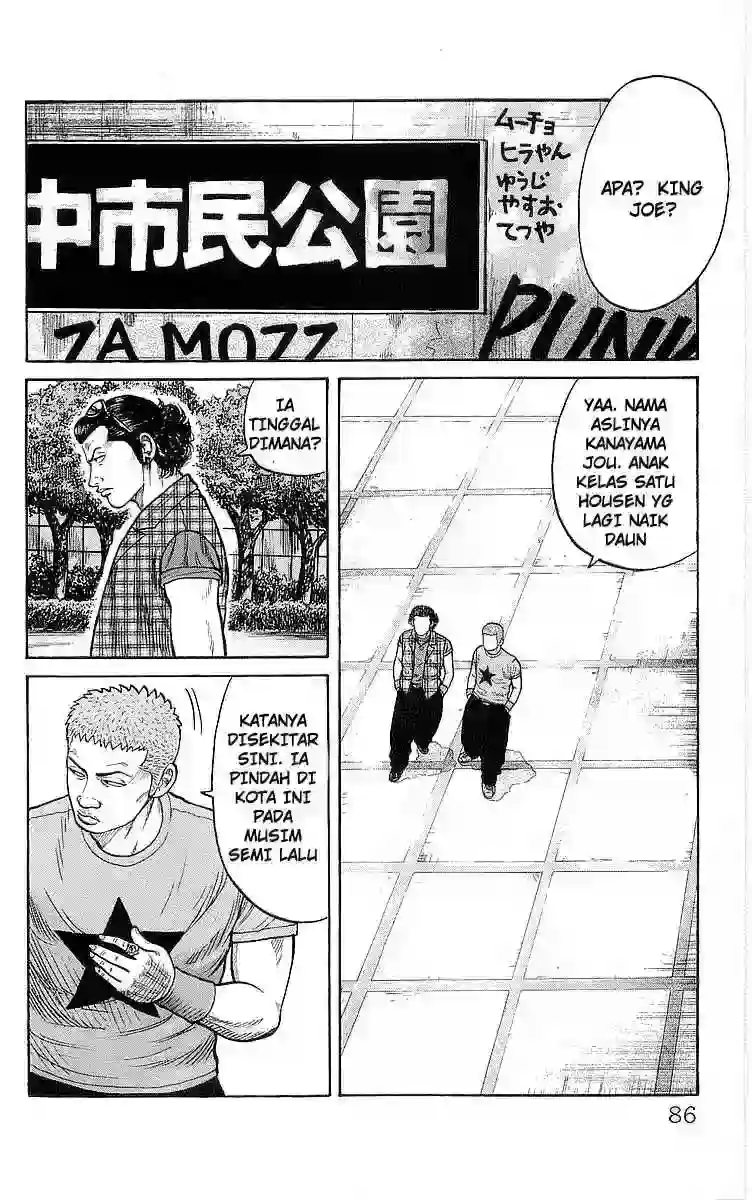 APA? KING
JOE?
ムーチョ
ヒラやん
ゆうじ
やすお
てつや
中市民公園
ZA MOZZ
YAA. NAMA
ASLINYA
KANAYAMA
JOU. ANAK
KELAS SATU
HOUSEN YG
LAGI NAIK
DAUN
IA
TINGGAL
DIMANA?
KATANYA
DISEKITAR
SINI. IA
PINDAH DI
KOTA INI
PADA
MUSIM
SEMI LALU
86